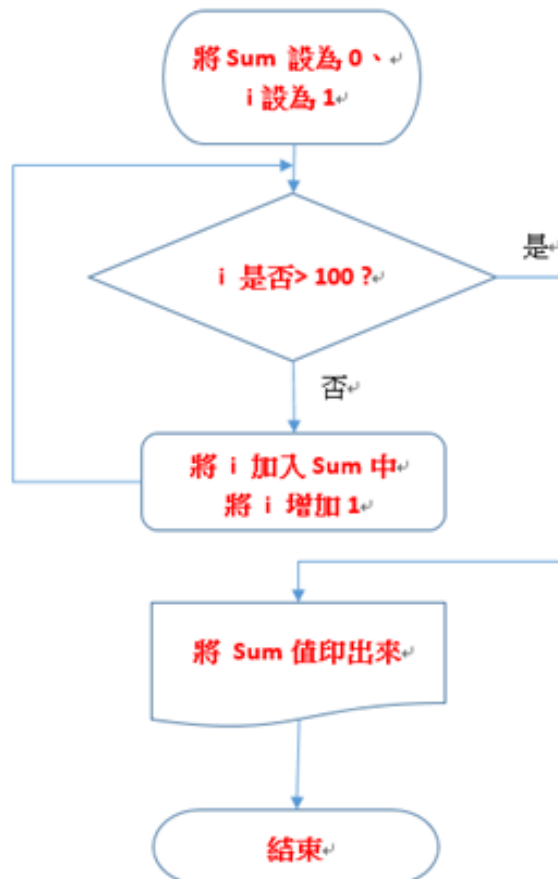 將 Sum 設為 0、
i 設為 1
i 是否> 100 ?
是
否
將 i 加入 Sum 中
將 i 增加 1
將 Sum 值印出來
結束